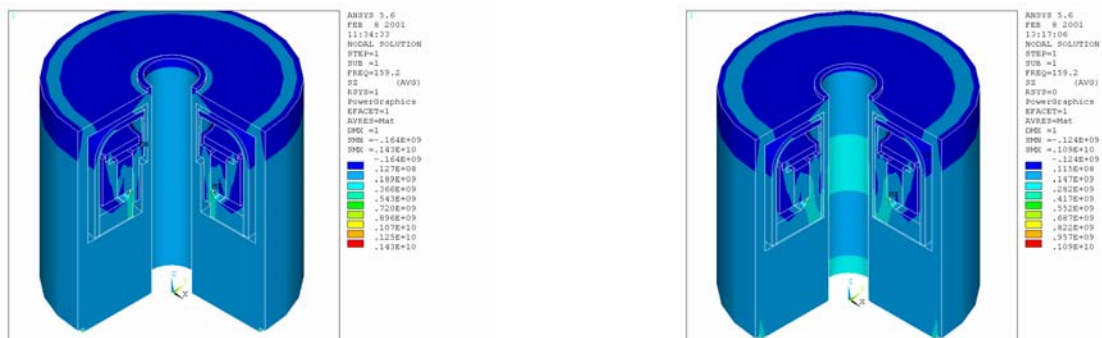 1
ANSYS 5.6
FEB 8 2001
11:34:33
NODAL SOLUTION
STEP=1
SUB =1
FREQ=159.2
SZ (AVG)
RSYS=1
PowerGraphics
EFACET=1
AVRES=Mat
DMX =1
SMN =-.164E+09
SMX =.143E+10
-.164E+09
.127E+08
.189E+09
.366E+09
.543E+09
.720E+09
.896E+09
.107E+10
.125E+10
.143E+10
Z
X
1
ANSYS 5.6
FEB 8 2001
13:17:06
NODAL SOLUTION
STEP=1
SUB =1
FREQ=159.2
SZ (AVG)
RSYS=0
PowerGraphics
EFACET=1
AVRES=Mat
DMX =1
SMN =-.124E+09
SMX =.109E+10
-.124E+09
.115E+08
.147E+09
.282E+09
.417E+09
.552E+09
.687E+09
.822E+09
.957E+09
.109E+10
Z
X